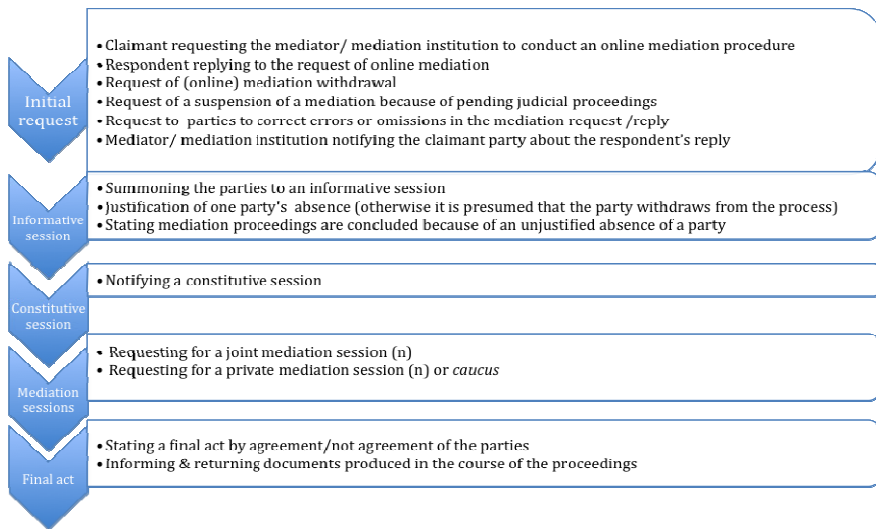 Initial
request
• Claimant requesting the mediator/ mediation institution to conduct an online mediation procedure
• Respondent replying to the request of online mediation
• Request of (online) mediation withdrawal
• Request of a suspension of a mediation because of pending judicial proceedings
• Request to parties to correct errors or omissions in the mediation request /reply
• Mediator/ mediation institution notifying the claimant party about the respondent's reply
Informative
session
• Summoning the parties to an informative session
• Justification of one party's absence (otherwise it is presumed that the party withdraws from the process)
• Stating mediation proceedings are concluded because of an unjustified absence of a party
Constitutive
session
• Notifying a constitutive session
Mediation
sessions
• Requesting for a joint mediation session (n)
• Requesting for a private mediation session (n) or caucus
Final act
• Stating a final act by agreement/not agreement of the parties
• Informing & returning documents produced in the course of the proceedings